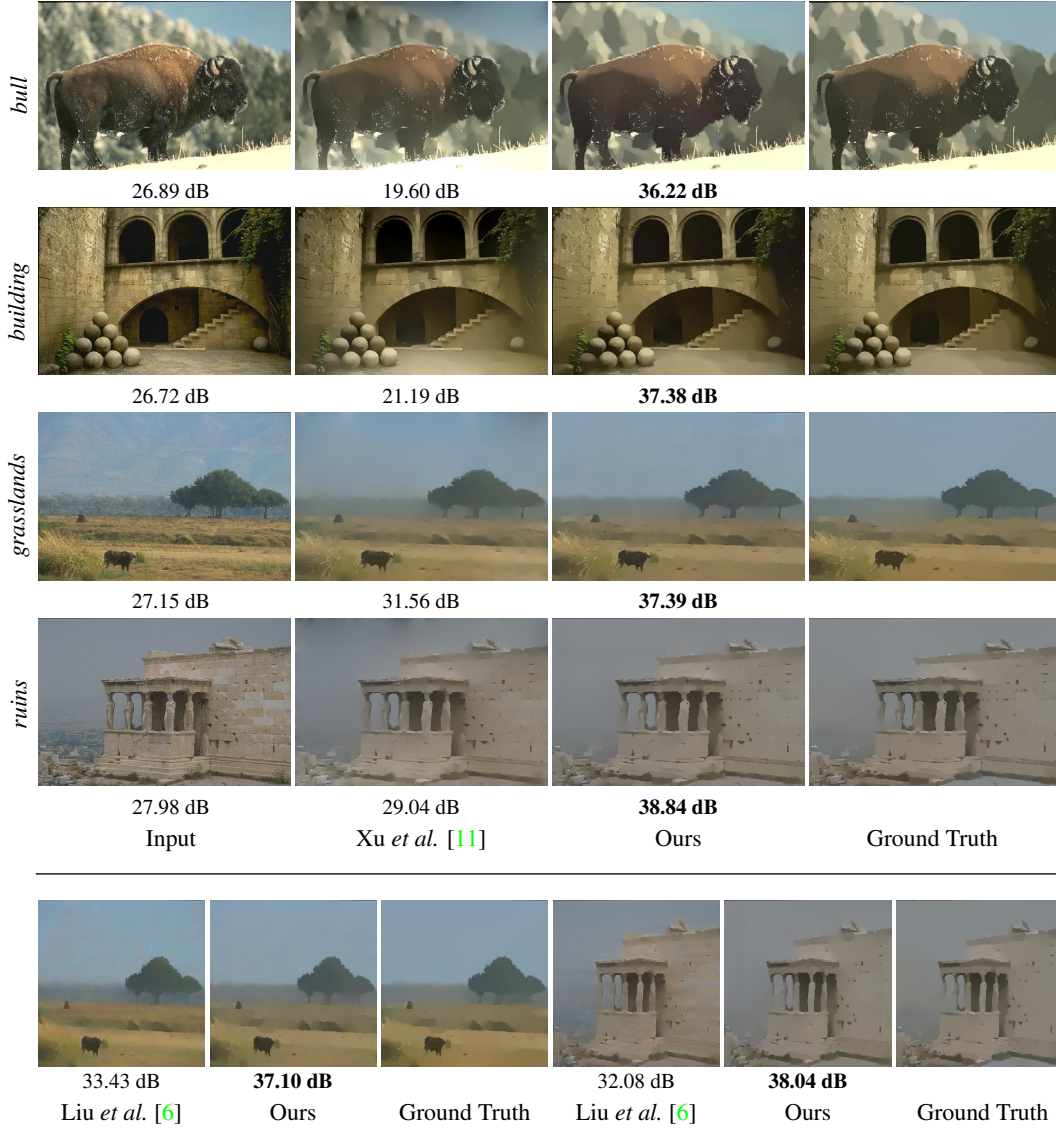 bull
26.89 dB 19.60 dB 36.22 dB
building
26.72 dB 21.19 dB 37.38 dB
grasslands
27.15 dB 31.56 dB 37.39 dB
ruins
27.98 dB 29.04 dB 38.84 dB
Input Xu et al. [11] Ours Ground Truth
33.43 dB 37.10 dB 32.08 dB 38.04 dB
Liu et al. [6] Ours Ground Truth Liu et al. [6] Ours Ground Truth